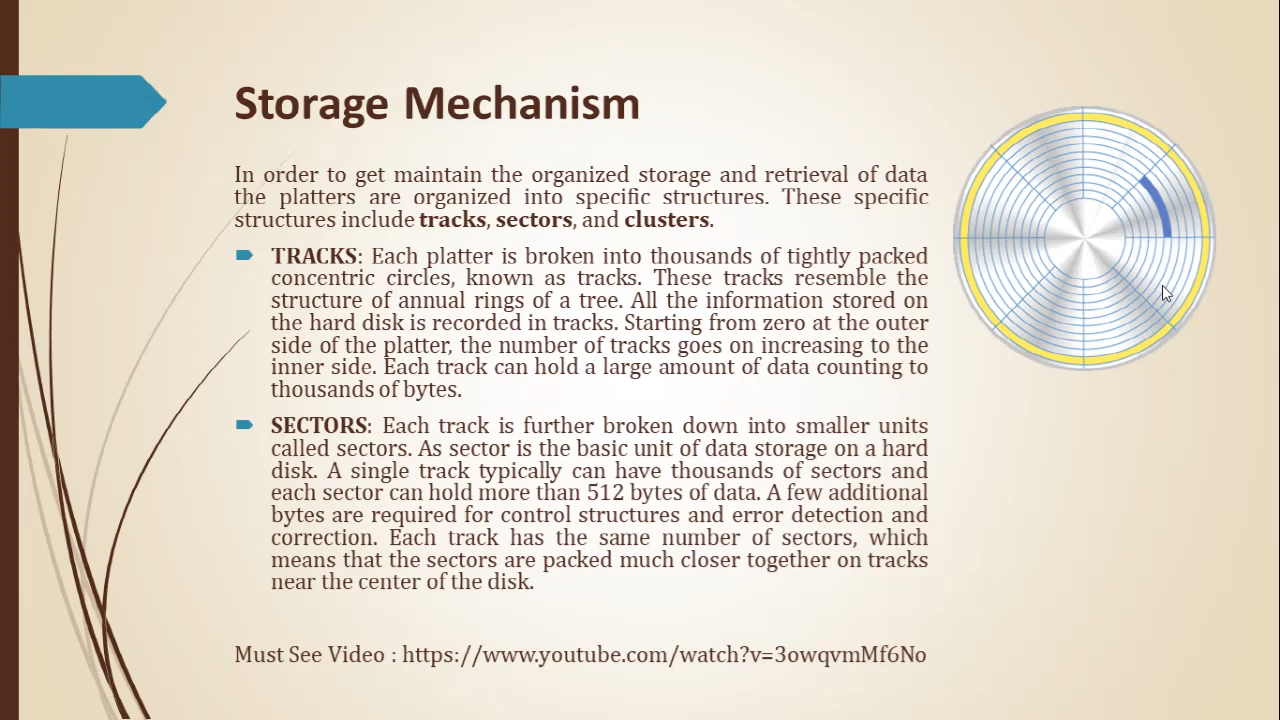 Storage Mechanism
In order to get maintain the organized storage and retrieval of data
the platters are organized into specific structures. These specific
structures include tracks, sectors, and clusters.
TRACKS: Each platter is broken into thousands of tightly packed
concentric circles, known as tracks. These tracks resemble the
structure of annual rings of a tree. All the information stored on
the hard disk is recorded in tracks. Starting from zero at the outer
side of the platter, the number of tracks goes on increasing to the
inner side. Each track can hold a large amount of data counting to
thousands of bytes.
SECTORS: Each track is further broken down into smaller units
called sectors. As sector is the basic unit of data storage on a hard
disk. A single track typically can have thousands of sectors and
each sector can hold more than 512 bytes of data. A few additional
bytes are required for control structures and error detection and
correction. Each track has the same number of sectors, which
means that the sectors are packed much closer together on tracks
near the center of the disk.
Must See Video : https://www.youtube.com/watch?v=3owqvmMf6No